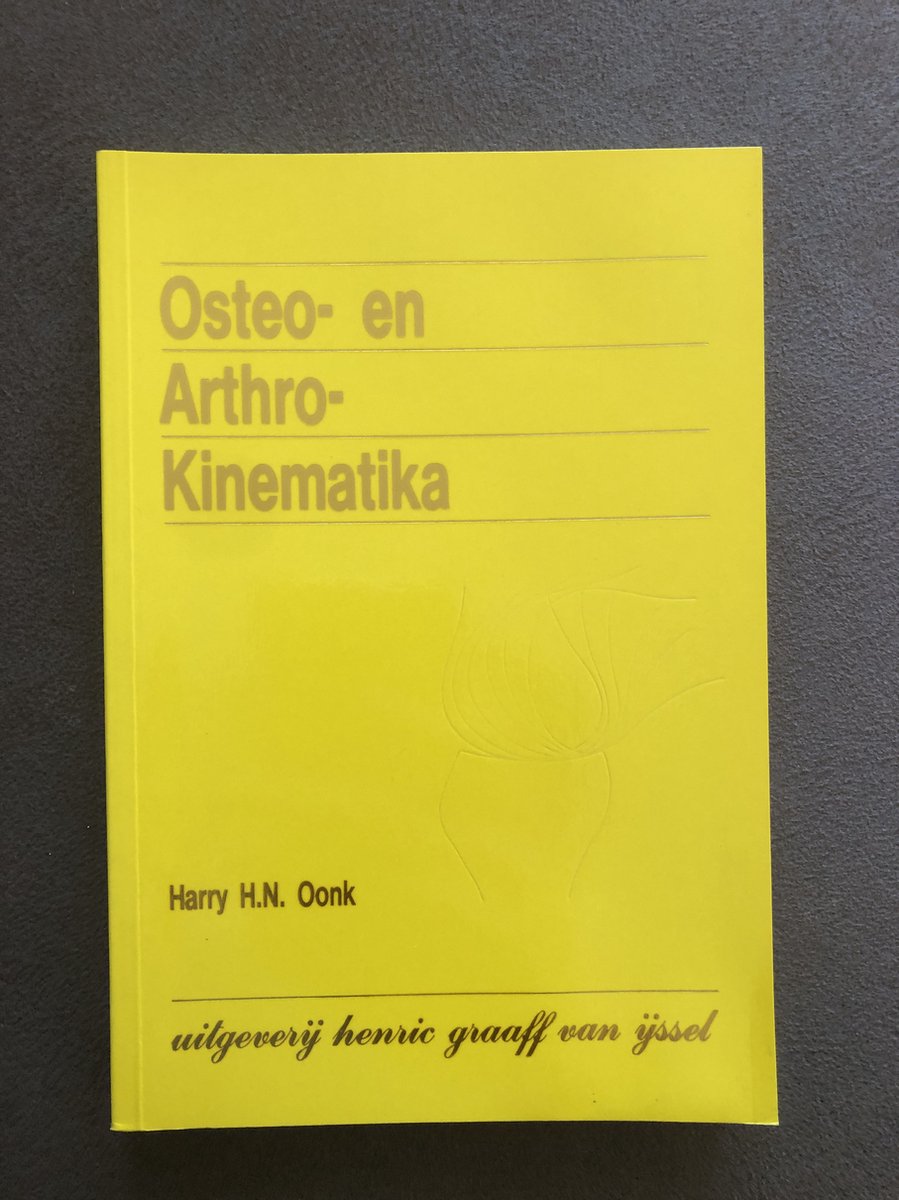 Osteo- en
Arthro-
Kinematika
Harry H.N. Oonk
uitgeverij henric graaff van ijssel